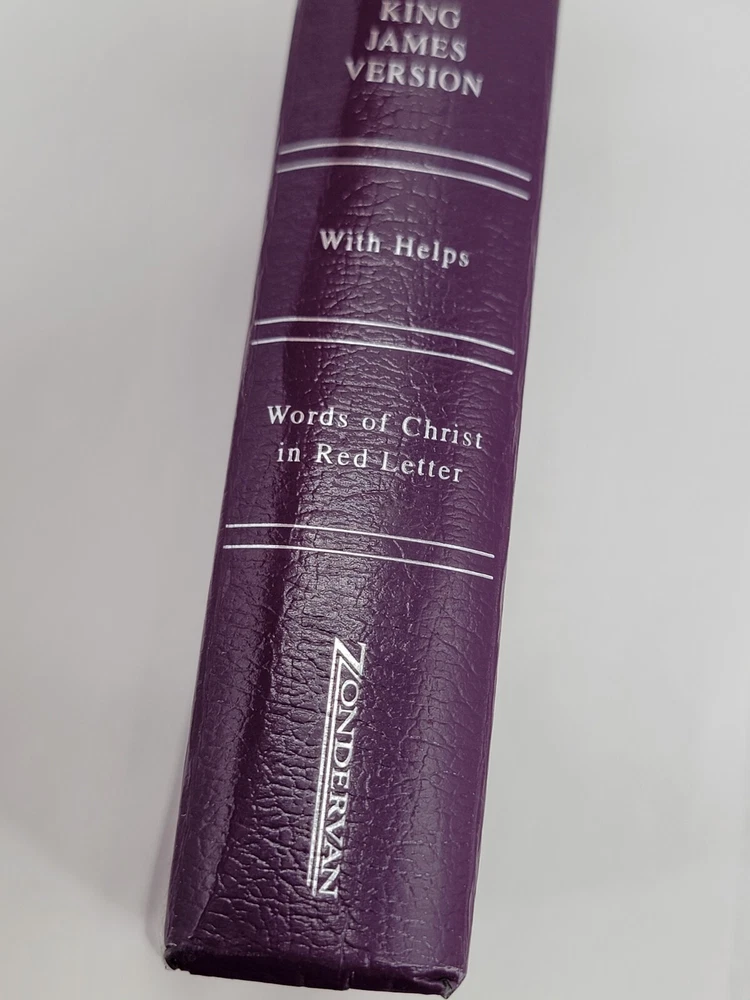 KING
JAMES
VERSION
With Helps
Words of Christ
in Red Letter
ZONDERVAN